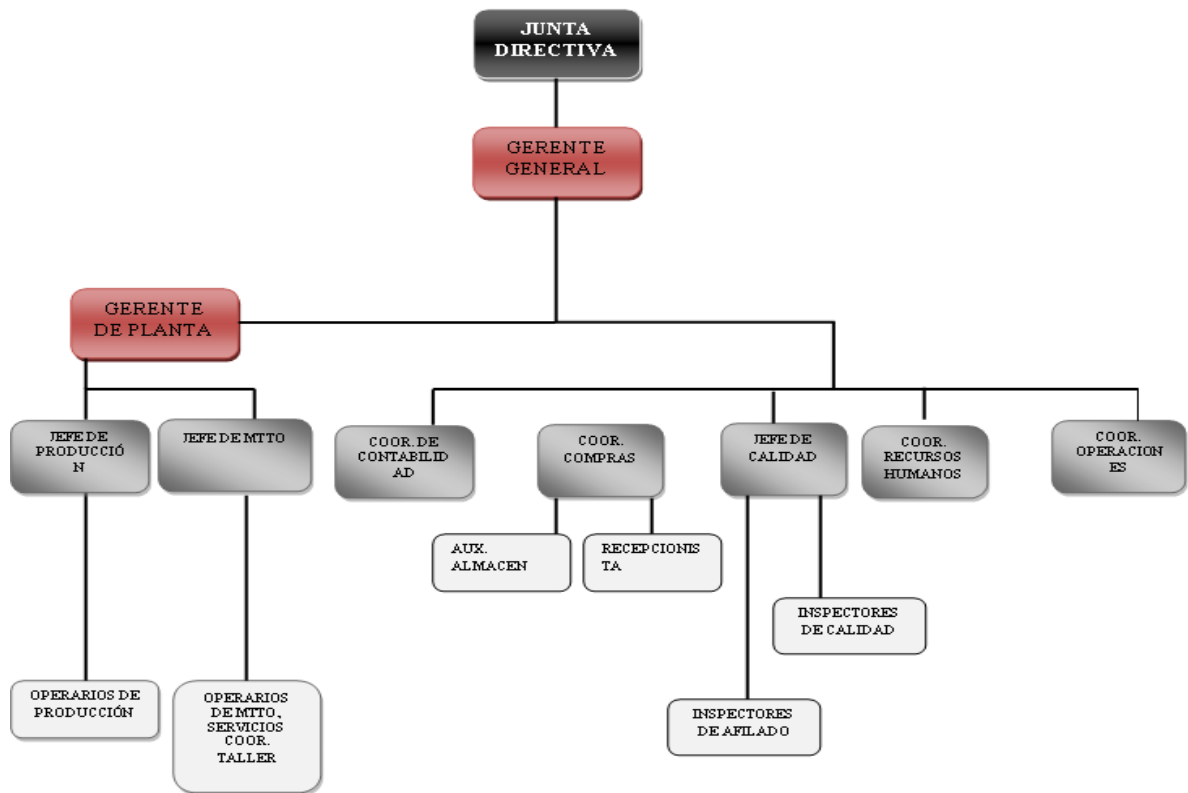 JUNTA
DIRECTIVA
GERENTE
GENERAL
GERENTE
DE PLANTA
JEFE DE
PRODUCCIÓ
N
JEFE DE MTTO
COOR. DE
CONTABILID
AD
COOR.
COMPRAS
JEFE DE
CALIDAD
COOR.
RECURSOS
HUMANOS
COOR.
OPERACION
ES
AUX.
ALMACEN
RECEPCIONIS
TA
INSPECTORES
DE CALIDAD
OPERARIOS DE
PRODUCCIÓN
OPERARIOS
DE MTTO,
SERVICIOS
COOR.
TALLER
INSPECTORES
DE AFILADO